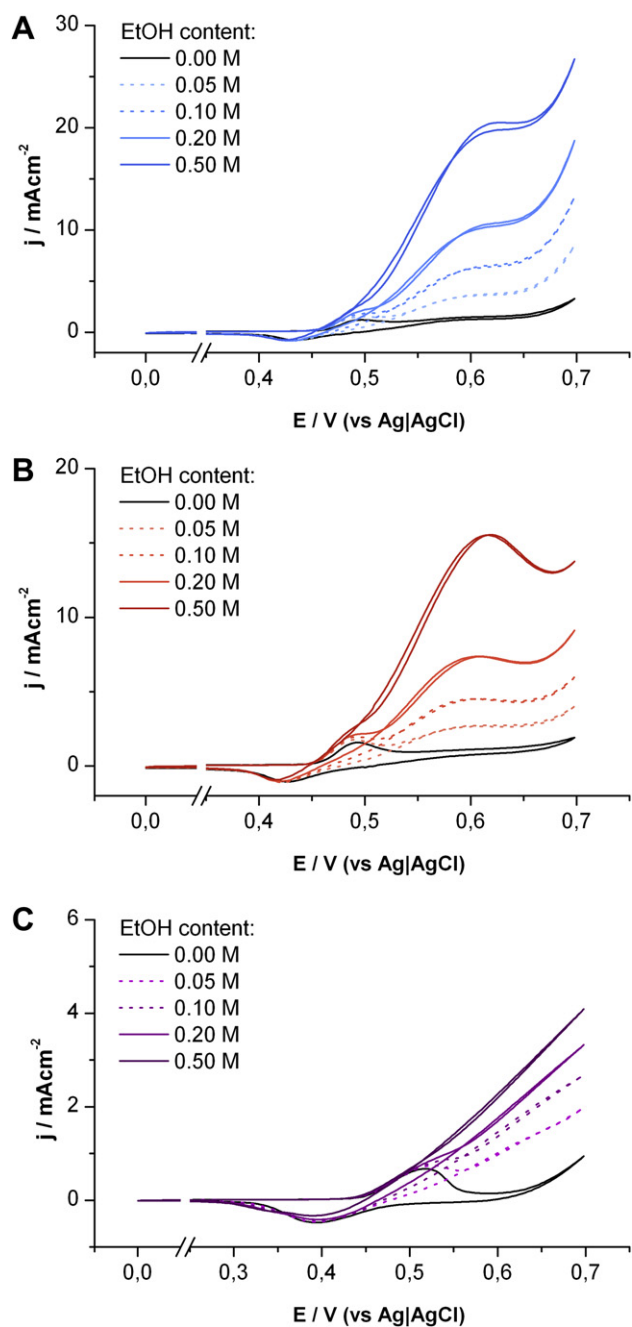 A
EtOH content:
0.00 M
0.05 M
0.10 M
0.20 M
0.50 M
30
20
10
0
j / mAcm-2
0,0
0,4
0,5
0,6
0,7
E / V (vs Ag|AgCl)
B
EtOH content:
0.00 M
0.05 M
0.10 M
0.20 M
0.50 M
20
10
0
j / mAcm-2
0,0
0,4
0,5
0,6
0,7
E / V (vs Ag|AgCl)
C
EtOH content:
0.00 M
0.05 M
0.10 M
0.20 M
0.50 M
6
4
2
0
j / mAcm-2
0,0
0,3
0,4
0,5
0,6
0,7
E / V (vs Ag|AgCl)